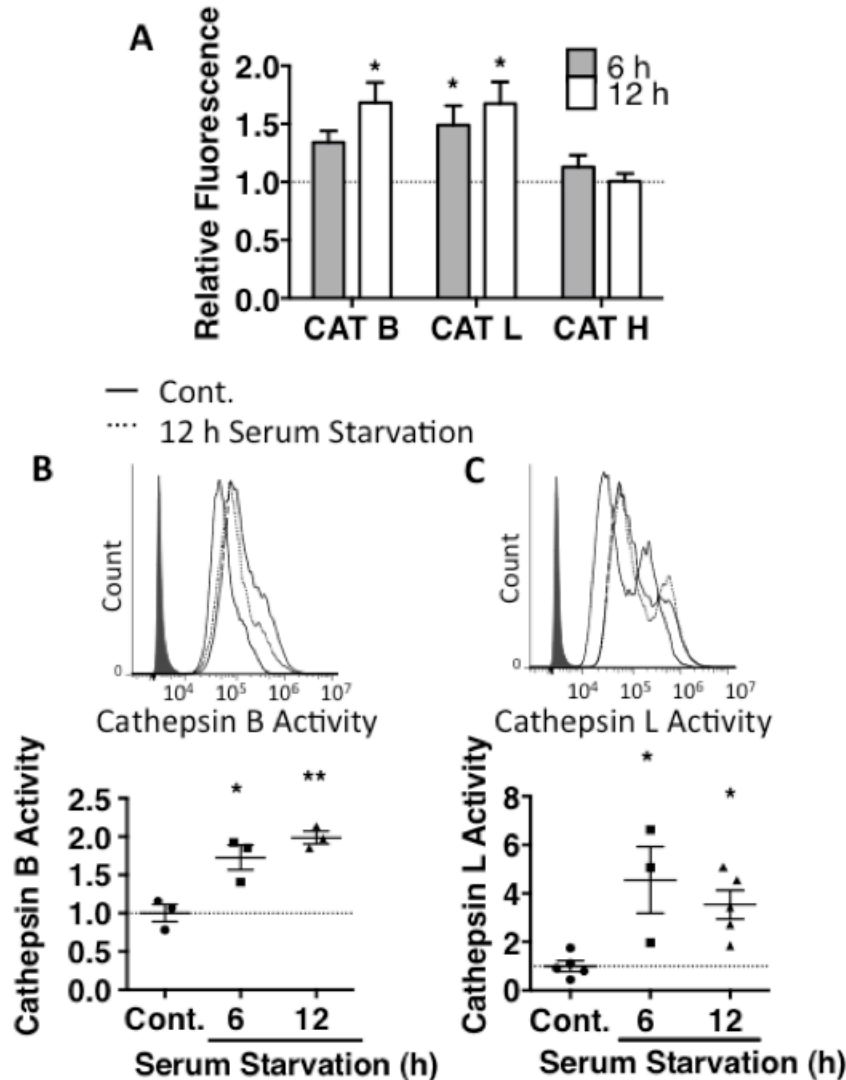 A
Relative Fluorescence
2.0
1.5
1.0
0.5
0.0
* * *
6 h
12 h
CAT B CAT L CAT H
Cont.
12 h Serum Starvation
B
Count
0
10⁴ 10⁵ 10⁶ 10⁷
Cathepsin B Activity
C
Count
0
10⁴ 10⁵ 10⁶ 10⁷
Cathepsin L Activity
Cathepsin B Activity
2.5
2.0
1.5
1.0
0.5
0.0
* **
Cont. 6 12
Serum Starvation (h)
Cathepsin L Activity
8
6
4
2
0
* *
Cont. 6 12
Serum Starvation (h)